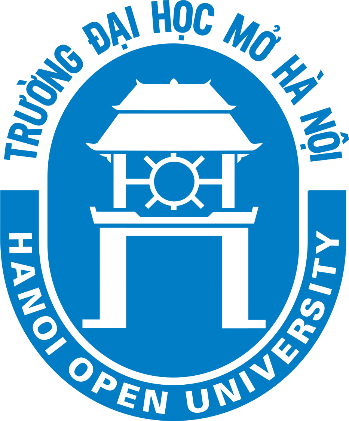 TRƯỜNG ĐẠI HỌC MỞ HÀ NỘI
HANOI OPEN UNIVERSITY